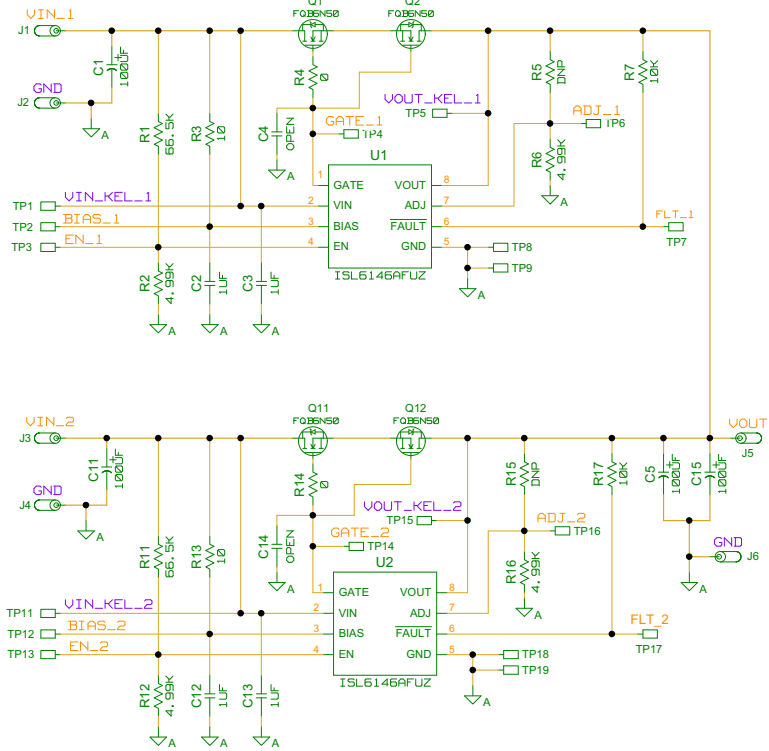 VIN_1
Q1
Q2
FQB6N50
FQB6N50
J1
C1
100UF
R4
0
R5
DNP
R7
10K
GND
J2
A
VOUT_KEL_1
TP5
GATE_1
TP4
ADJ_1
TP6
R1
66.5K
R3
10
C4
OPEN
A
U1
R6
4.99K
A
1
GATE
VOUT
8
TP1
VIN_KEL_1
2
VIN
ADJ
7
TP2
BIAS_1
3
BIAS
FAULT
6
FLT_1
TP7
TP3
EN_1
4
EN
GND
5
TP8
TP9
ISL6146AFUZ
A
R2
4.99K
C2
1UF
C3
1UF
A
A
A
VIN_2
Q11
Q12
FQB6N50
FQB6N50
VOUT
J3
J5
C11
100UF
R14
0
R15
DNP
R17
10K
C5
100UF
C15
100UF
GND
J4
A
VOUT_KEL_2
TP15
GATE_2
TP14
ADJ_2
TP16
GND
J6
A
R11
66.5K
R13
10
C14
OPEN
A
U2
R16
4.99K
A
1
GATE
VOUT
8
TP11
VIN_KEL_2
2
VIN
ADJ
7
TP12
BIAS_2
3
BIAS
FAULT
6
FLT_2
TP17
TP13
EN_2
4
EN
GND
5
TP18
TP19
ISL6146AFUZ
A
R12
4.99K
C12
1UF
C13
1UF
A
A
A